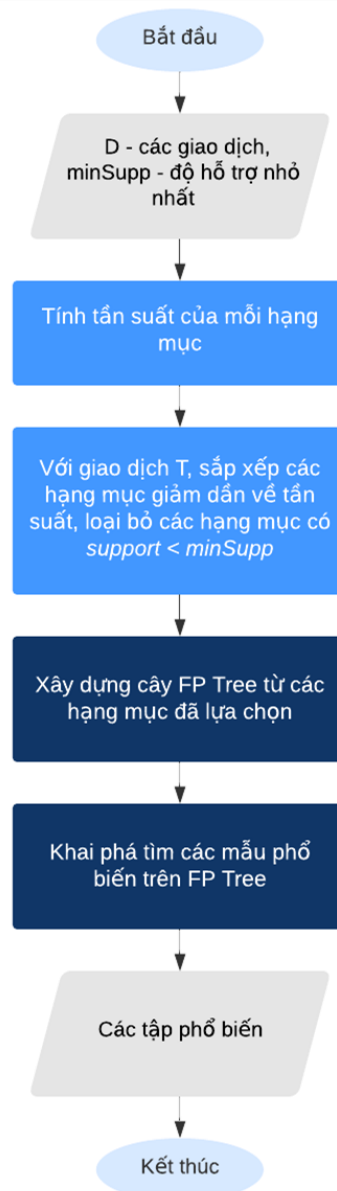 Bắt đầu
D - các giao dịch,
minSupp - độ hỗ trợ nhỏ
nhất
Tính tần suất của mỗi hạng
mục
Với giao dịch T, sắp xếp các
hạng mục giảm dần về tần
suất, loại bỏ các hạng mục có
support < minSupp
Xây dựng cây FP Tree từ các
hạng mục đã lựa chọn
Khai phá tìm các mẫu phổ
biến trên FP Tree
Các tập phổ biến
Kết thúc